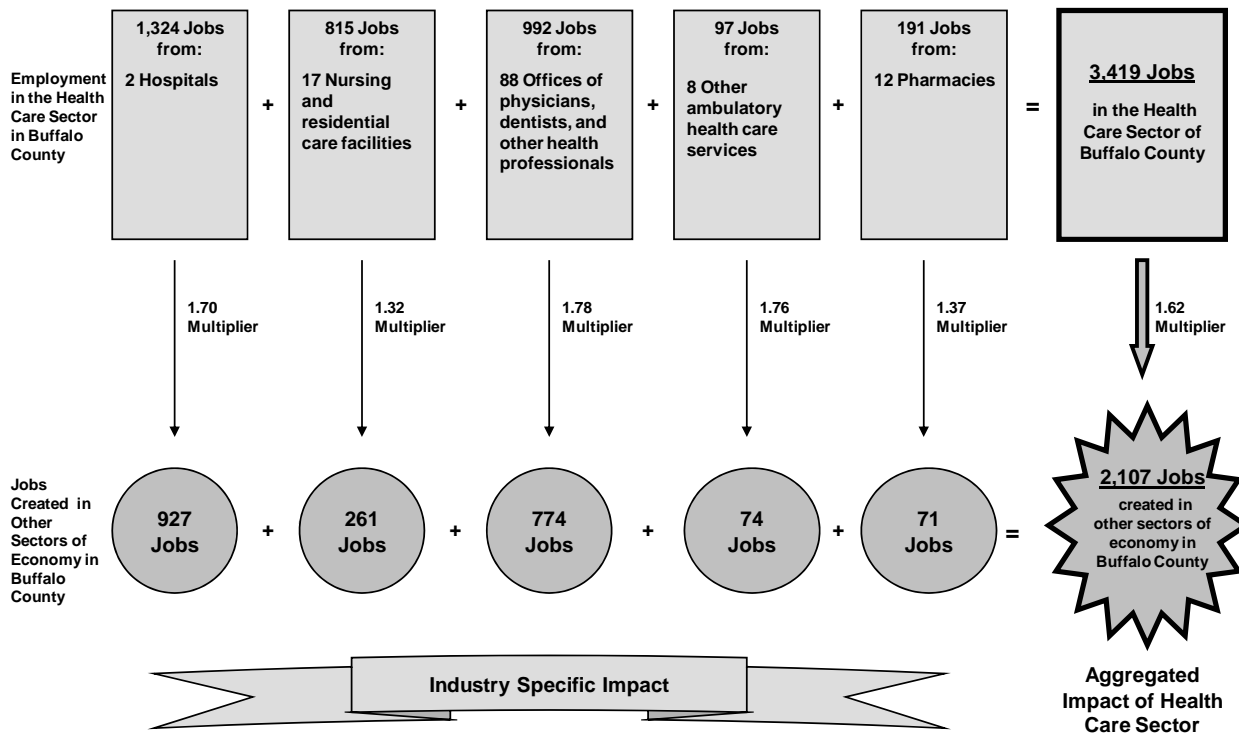 Employment
in the Health
Care Sector
in Buffalo
County
1,324 Jobs
from:
2 Hospitals
+
815 Jobs
from:
17 Nursing
and
residential
care facilities
+
992 Jobs
from:
88 Offices of
physicians,
dentists, and
other health
professionals
+
97 Jobs
from:
8 Other
ambulatory
health care
services
+
191 Jobs
from:
12 Pharmacies
=
3,419 Jobs
in the Health
Care Sector of
Buffalo County
1.70
Multiplier
1.32
Multiplier
1.78
Multiplier
1.76
Multiplier
1.37
Multiplier
1.62
Multiplier
Jobs
Created in
Other
Sectors of
Economy in
Buffalo
County
927
Jobs
+
261
Jobs
+
774
Jobs
+
74
Jobs
+
71
Jobs
=
2,107 Jobs
created in
other sectors of
economy in
Buffalo County
Industry Specific Impact
Aggregated
Impact of Health
Care Sector